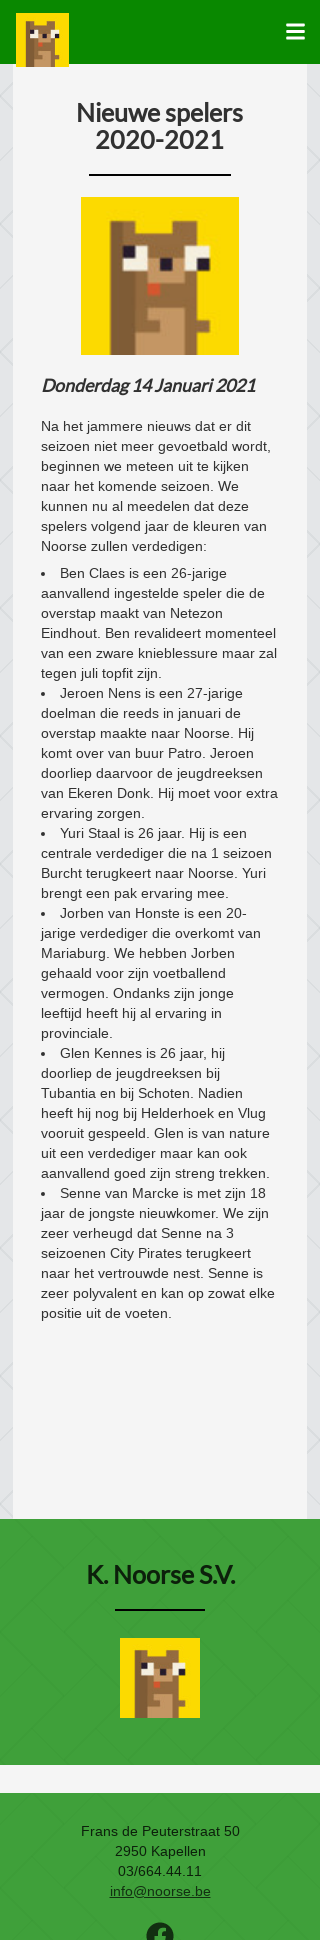 Nieuwe spelers
2020-2021
Donderdag 14 Januari 2021
Na het jammere nieuws dat er dit
seizoen niet meer gevoetbald wordt,
beginnen we meteen uit te kijken
naar het komende seizoen. We
kunnen nu al meedelen dat deze
spelers volgend jaar de kleuren van
Noorse zullen verdedigen:
• Ben Claes is een 26-jarige
aanvallend ingestelde speler die de
overstap maakt van Netezon
Eindhout. Ben revalideert momenteel
van een zware knieblessure maar zal
tegen juli topfit zijn.
• Jeroen Nens is een 27-jarige
doelman die reeds in januari de
overstap maakte naar Noorse. Hij
komt over van buur Patro. Jeroen
doorliep daarvoor de jeugdreeksen
van Ekeren Donk. Hij moet voor extra
ervaring zorgen.
• Yuri Staal is 26 jaar. Hij is een
centrale verdediger die na 1 seizoen
Burcht terugkeert naar Noorse. Yuri
brengt een pak ervaring mee.
• Jorben van Honste is een 20-
jarige verdediger die overkomt van
Mariaburg. We hebben Jorben
gehaald voor zijn voetballend
vermogen. Ondanks zijn jonge
leeftijd heeft hij al ervaring in
provinciale.
• Glen Kennes is 26 jaar, hij
doorliep de jeugdreeksen bij
Tubantia en bij Schoten. Nadien
heeft hij nog bij Helderhoek en Vlug
vooruit gespeeld. Glen is van nature
uit een verdediger maar kan ook
aanvallend goed zijn streng trekken.
• Senne van Marcke is met zijn 18
jaar de jongste nieuwkomer. We zijn
zeer verheugd dat Senne na 3
seizoenen City Pirates terugkeert
naar het vertrouwde nest. Senne is
zeer polyvalent en kan op zowat elke
positie uit de voeten.
K. Noorse S.V.
Frans de Peuterstraat 50
2950 Kapellen
03/664.44.11
info@noorse.be